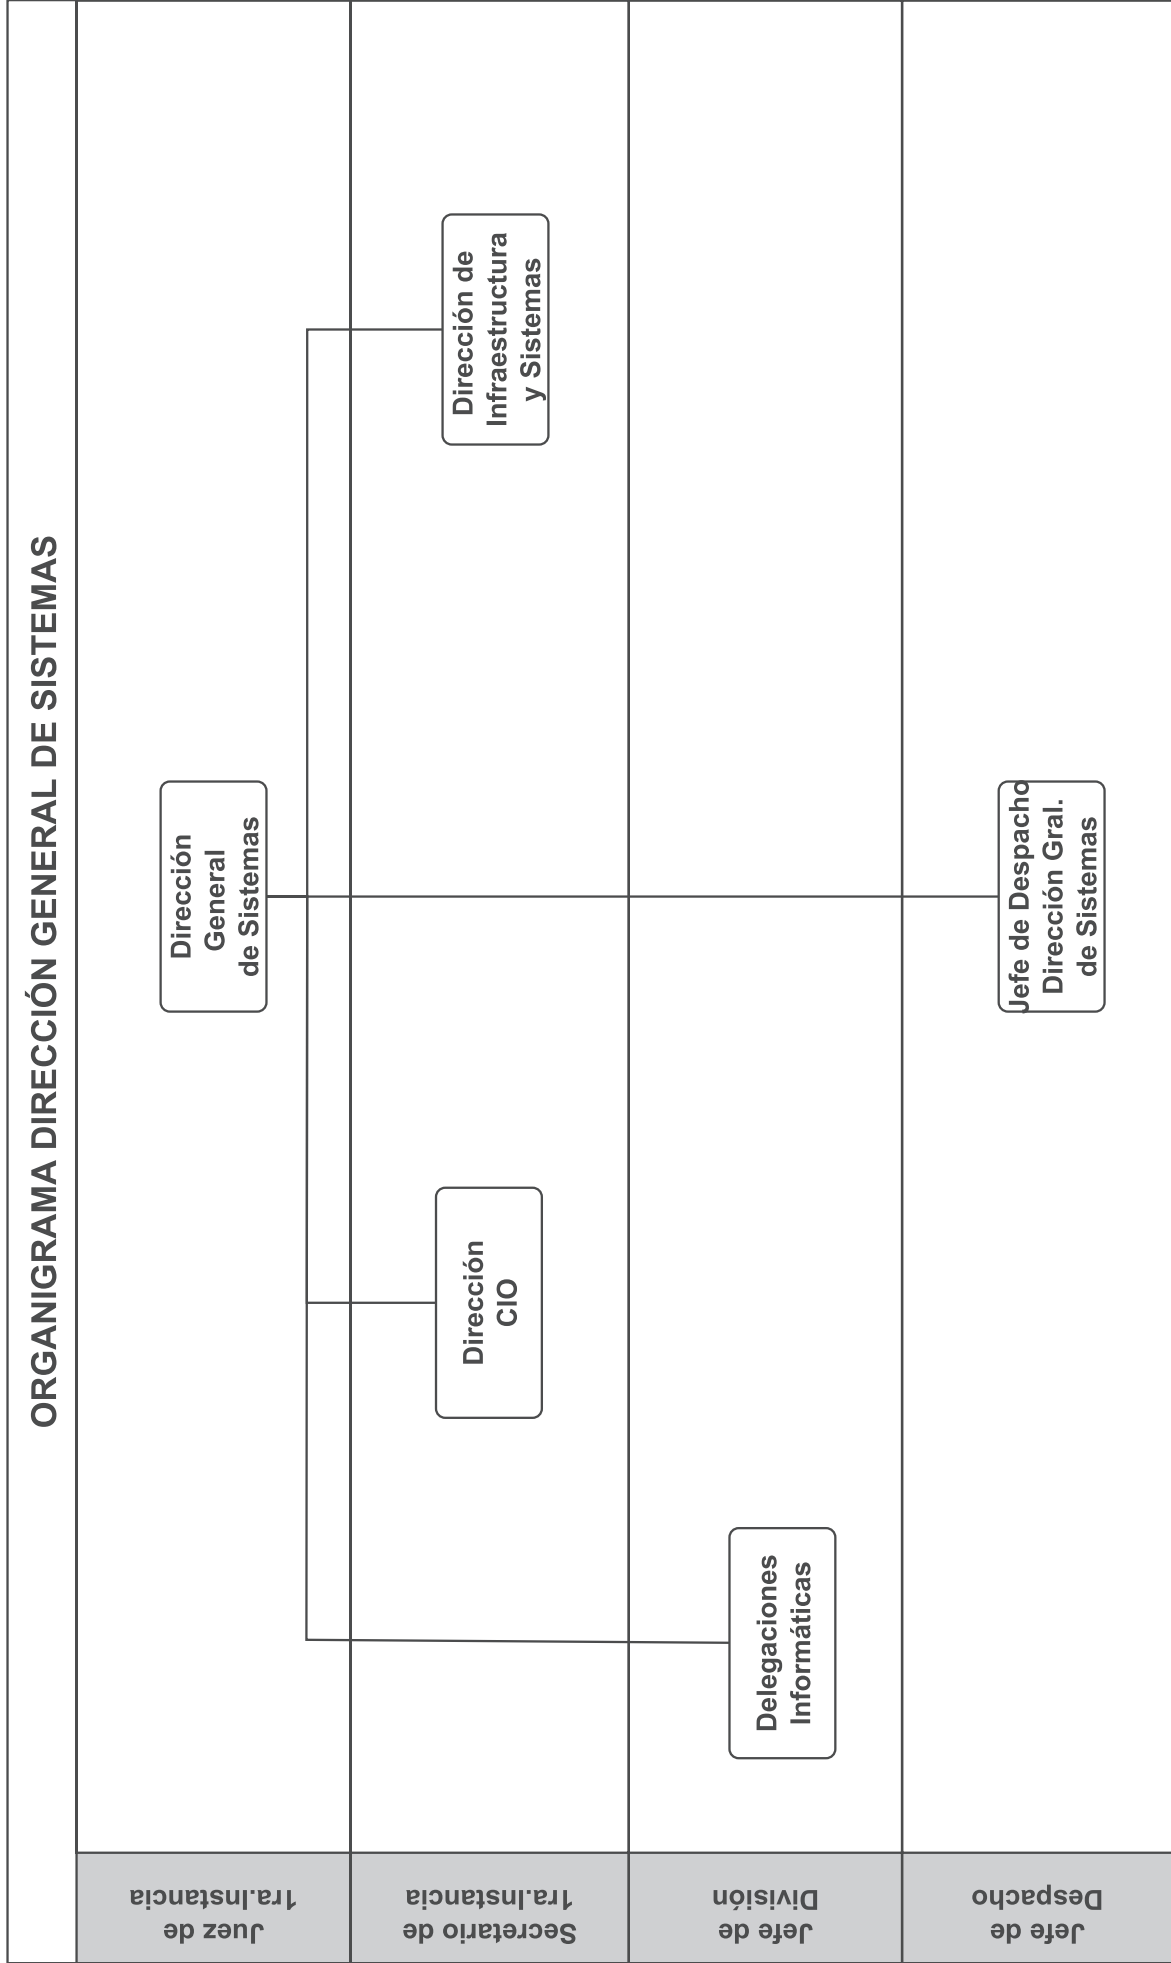 ORGANIGRAMA DIRECCIÓN GENERAL DE SISTEMAS
Juez de
1ra.Instancia
Dirección
General
de Sistemas
Secretario de
1ra.Instancia
Dirección
CIO
Dirección de
Infraestructura
y Sistemas
Jefe de
División
Delegaciones
Informáticas
Jefe de
Despacho
Jefe de Despacho
Dirección Gral.
de Sistemas